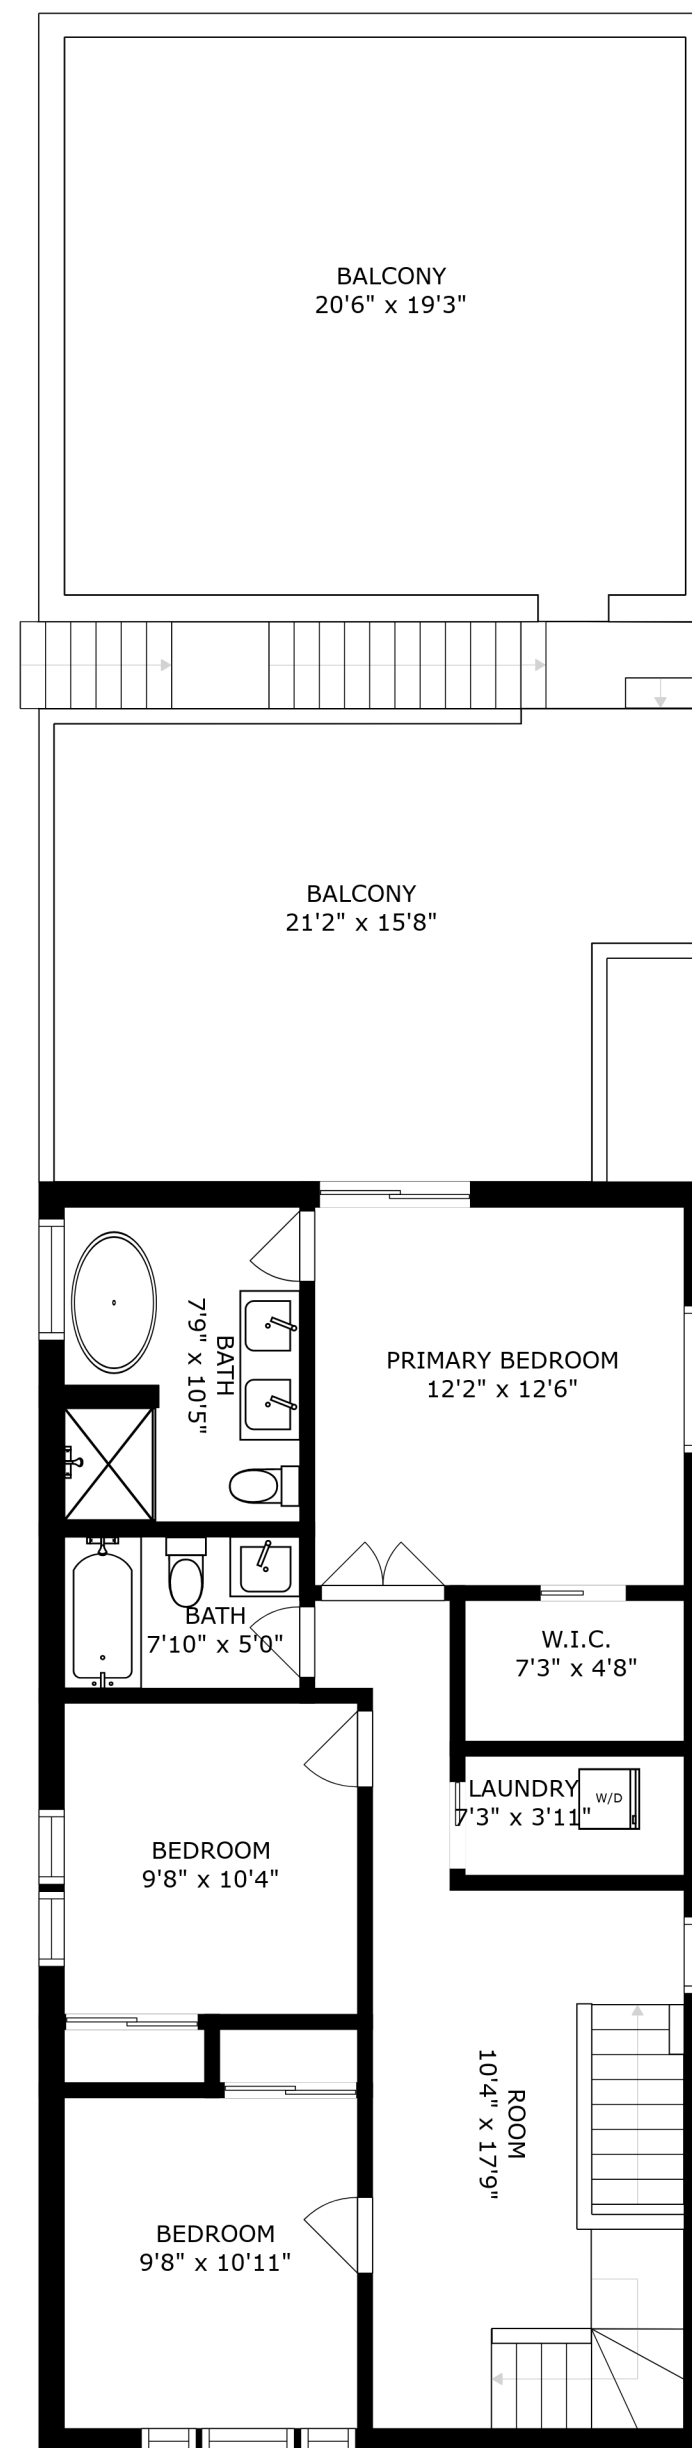 BALCONY
20'6" x 19'3"
BALCONY
21'2" x 15'8"
BATH
7'9" x 10'5"
PRIMARY BEDROOM
12'2" x 12'6"
BATH
7'10" x 5'0"
W.I.C.
7'3" x 4'8"
LAUNDRY
7'3" x 3'11"
W/D
BEDROOM
9'8" x 10'4"
ROOM
10'4" x 17'9"
BEDROOM
9'8" x 10'11"